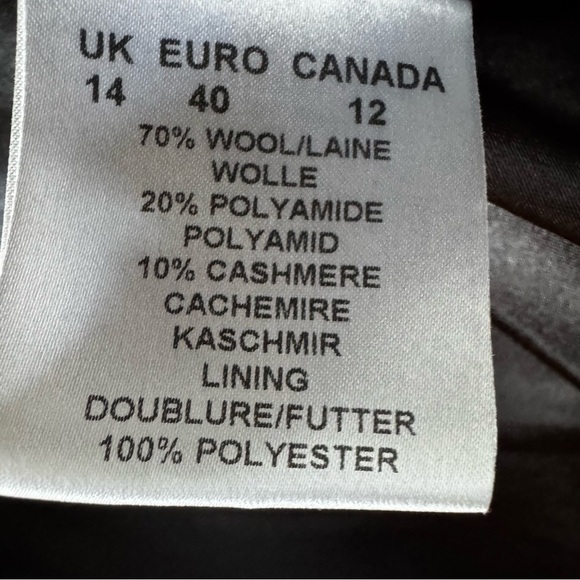 UK EURO CANADA
14 40 12
70% WOOL/LAINE
WOLLE
20% POLYAMIDE
POLYAMID
10% CASHMERE
CACHEMIRE
KASCHMIR
LINING
DOUBLURE/FUTTER
100% POLYESTER